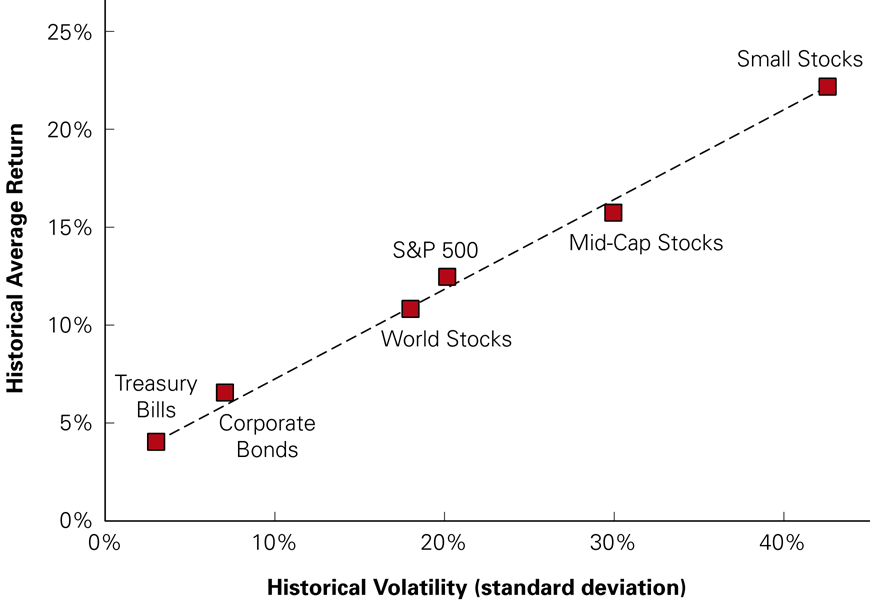 25%
Small Stocks
20%
15%
S&P 500
Mid-Cap Stocks
10%
World Stocks
Treasury
Bills
5%
Corporate
Bonds
0%
0%
10%
20%
30%
40%
Historical Average Return
Historical Volatility (standard deviation)